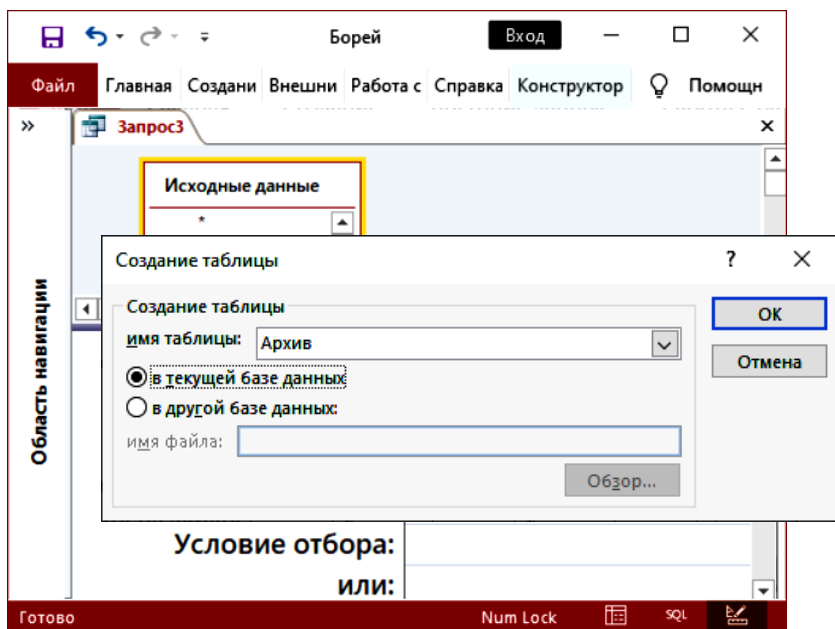 Борей
Вход
Файл Главная Создани Внешни Работа с Справка Конструктор Помощн
Запрос3
Исходные данные
*
Создание таблицы
Создание таблицы
имя таблицы: Архив
в текущей базе данных
в другой базе данных:
имя файла:
Обзор...
ОК
Отмена
Область навигации
Условие отбора:
или:
Готово
Num Lock
SQL